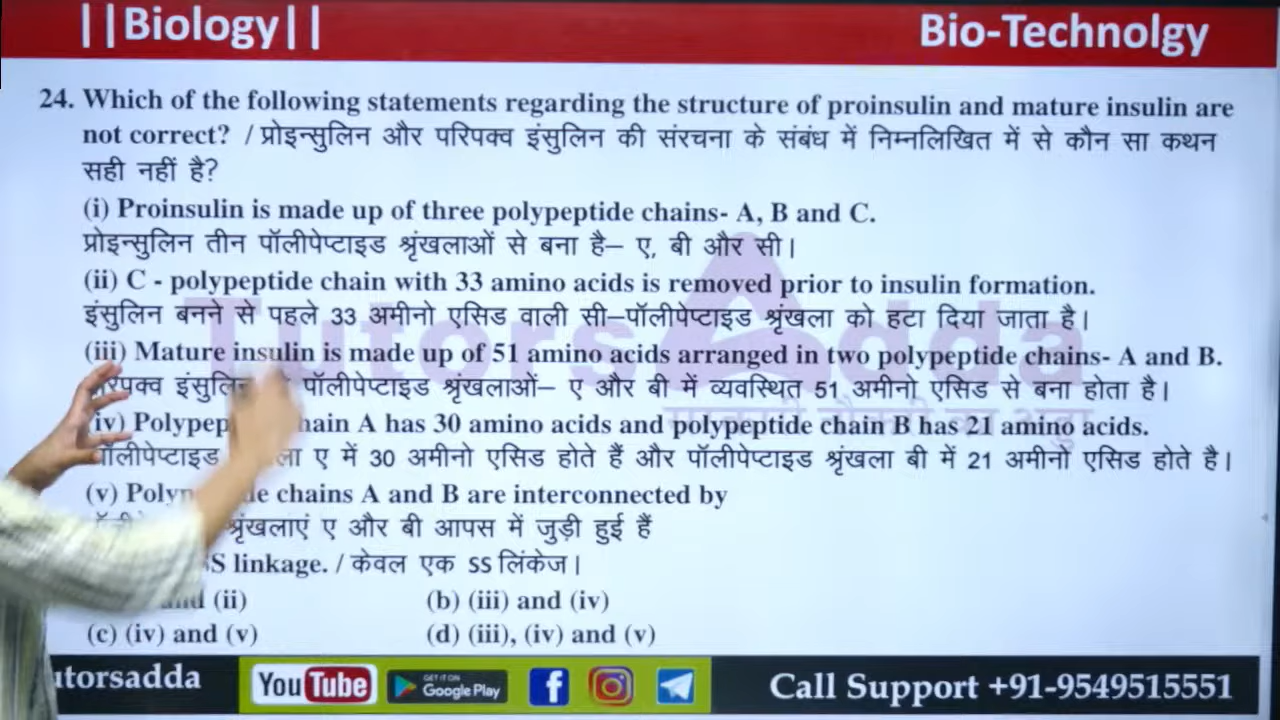 ||Biology||
Bio-Technolgy
24. Which of the following statements regarding the structure of proinsulin and mature insulin are
not correct? / प्रोइन्सुलिन और परिपक्व इंसुलिन की संरचना के संबंध में निम्नलिखित में से कौन सा कथन
सही नहीं है?
(i) Proinsulin is made up of three polypeptide chains- A, B and C.
प्रोइन्सुलिन तीन पॉलीपेप्टाइड श्रृंखलाओं से बना है– ए, बी और सी।
(ii) C - polypeptide chain with 33 amino acids is removed prior to insulin formation.
इंसुलिन बनने से पहले 33 अमीनो एसिड वाली सी–पॉलीपेप्टाइड श्रृंखला को हटा दिया जाता है।
(iii) Mature insulin is made up of 51 amino acids arranged in two polypeptide chains- A and B.
पॉलीपेप्टाइड श्रृंखलाओं– ए और बी में व्यवस्थित 51 अमीनो एसिड से बना होता है।
A has 30 amino acids and polypeptide chain B has 21 amino acids.
ए में 30 अमीनो एसिड होते हैं और पॉलीपेप्टाइड श्रृंखला बी में 21 अमीनो एसिड होते है।
(v) chains A and B are interconnected by
श्रृंखलाएं ए और बी आपस में जुड़ी हुई हैं
linkage. / केवल एक SS लिंकेज।
(ii)
(b) (iii) and (iv)
(c) (iv) and (v)
(d) (iii), (iv) and (v)
YouTube
GET IT ON
Google Play
Call Support +91-9549515551